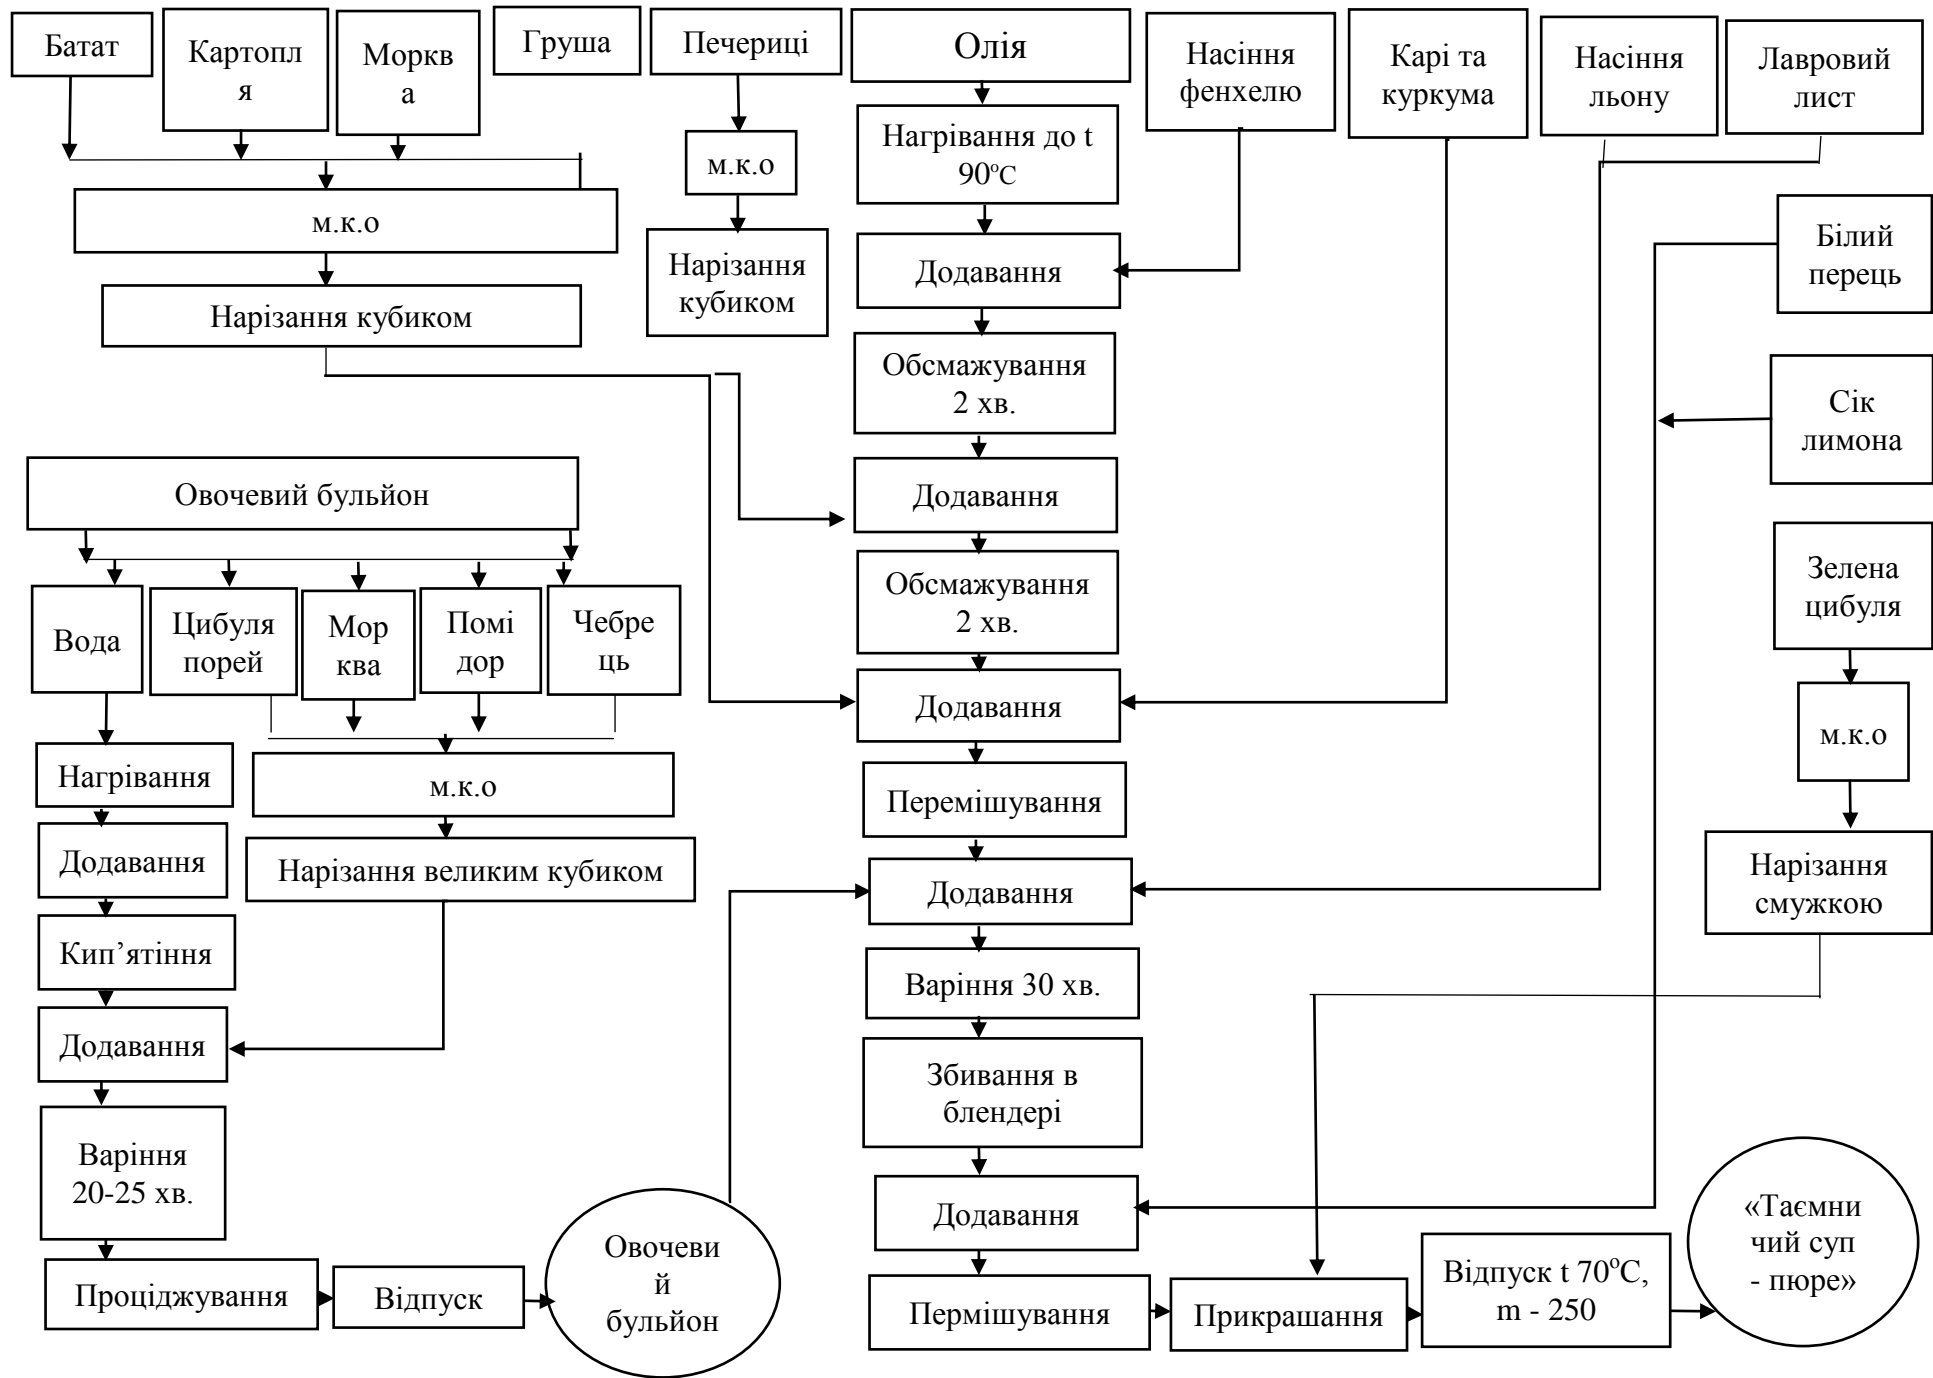 Батат
Картопл
я
Моркв
а
Груша
Печериці
Олія
Насіння
фенхелю
Карі та
куркума
Насіння
льону
Лавровий
лист
м.к.о
Нарізання кубиком
м.к.о
Нарізання
кубиком
Нагрівання до t
90°С
Додавання
Обсмажування
2 хв.
Додавання
Обсмажування
2 хв.
Додавання
Перемішування
Додавання
Варіння 30 хв.
Збивання в
блендері
Додавання
Пермішування
Білий
перець
Сік
лимона
Зелена
цибуля
м.к.о
Нарізання
смужкою
Овочевий бульйон
Вода
Цибуля
порей
Мор
ква
Помі
дор
Чебре
ць
Нагрівання
м.к.о
Додавання
Нарізання великим кубиком
Кип’ятіння
Додавання
Варіння
20-25 хв.
Проціджування
Відпуск
Овочеви
й
бульйон
Прикрашання
Відпуск t 70°С,
m - 250
«Таємни
чий суп
- пюре»